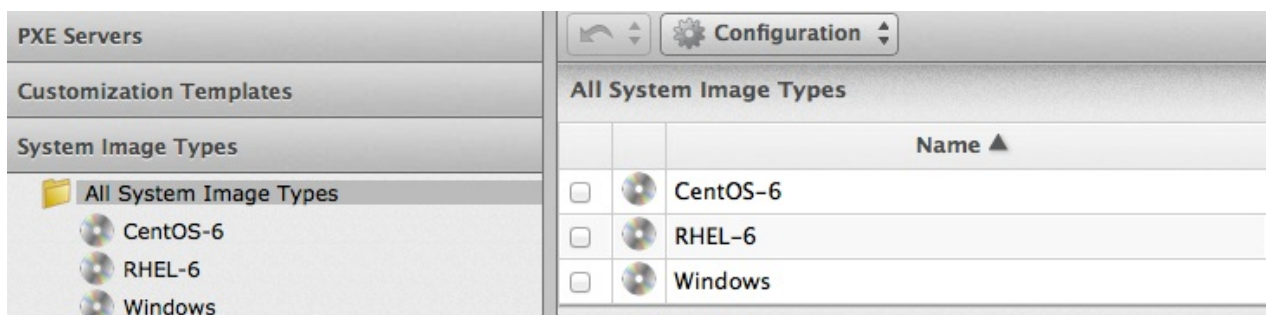 PXE Servers
Customization Templates
System Image Types
All System Image Types
CentOS-6
RHEL-6
Windows
Configuration
All System Image Types
Name
CentOS-6
RHEL-6
Windows